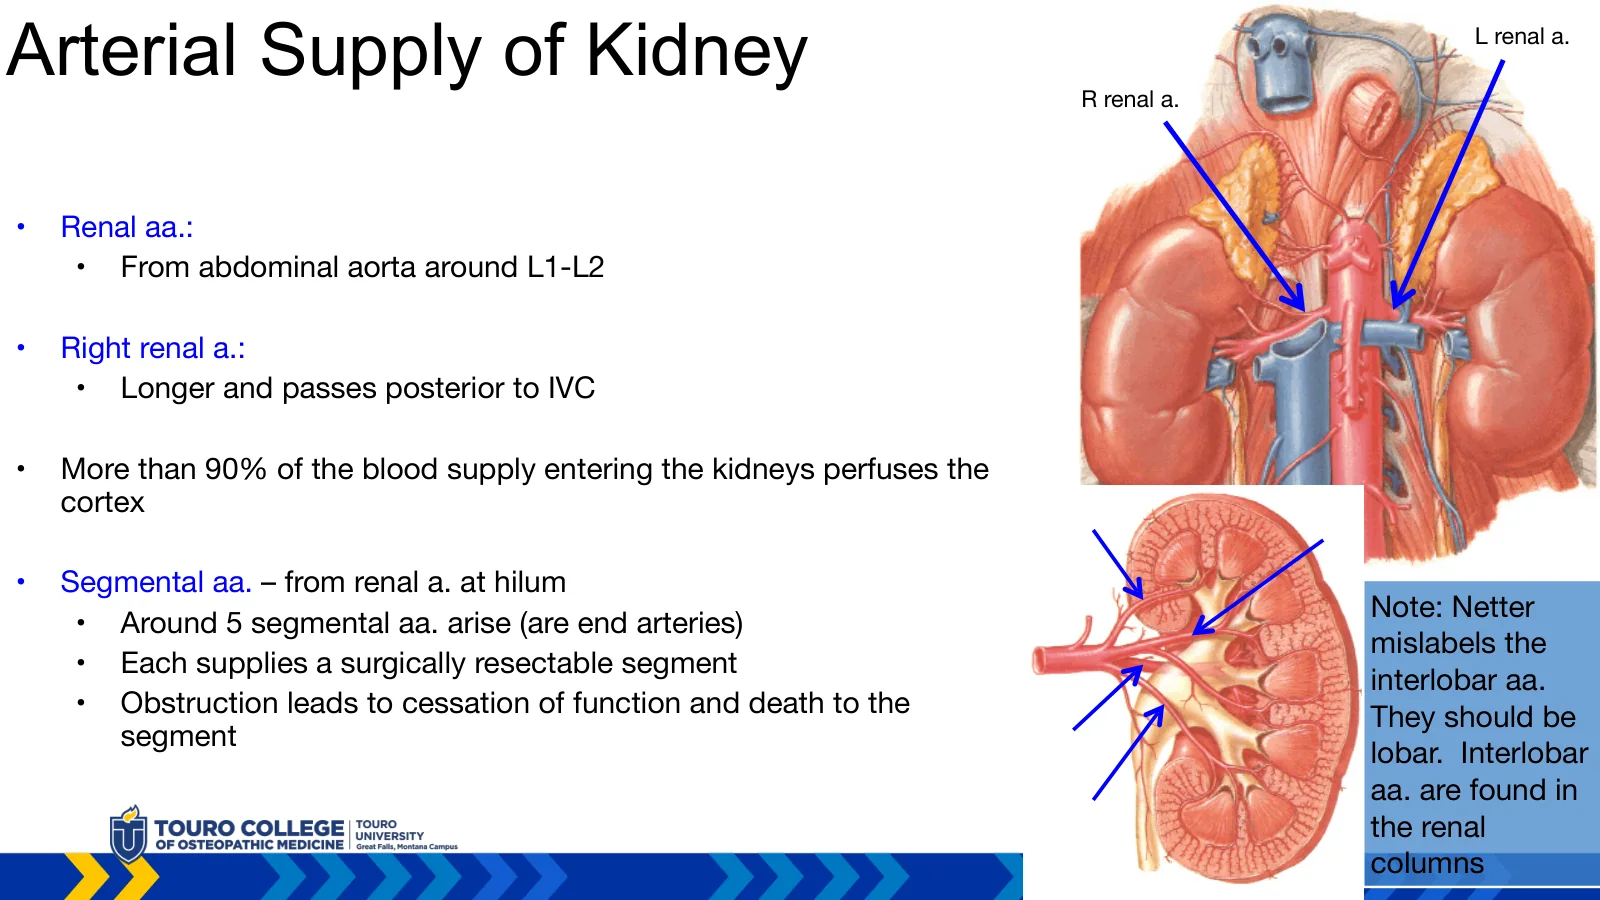 Arterial Supply of Kidney
L renal a.
R renal a.
• Renal aa.:
• From abdominal aorta around L1-L2
• Right renal a.:
• Longer and passes posterior to IVC
• More than 90% of the blood supply entering the kidneys perfuses the
cortex
• Segmental aa. – from renal a. at hilum
• Around 5 segmental aa. arise (are end arteries)
• Each supplies a surgically resectable segment
• Obstruction leads to cessation of function and death to the
segment
Note: Netter
mislabels the
interlobar aa.
They should be
lobar.  Interlobar
aa. are found in
the renal
columns
TOURO COLLEGE
OF OSTEOPATHIC MEDICINE
TOURO
UNIVERSITY
Great Falls, Montana Campus